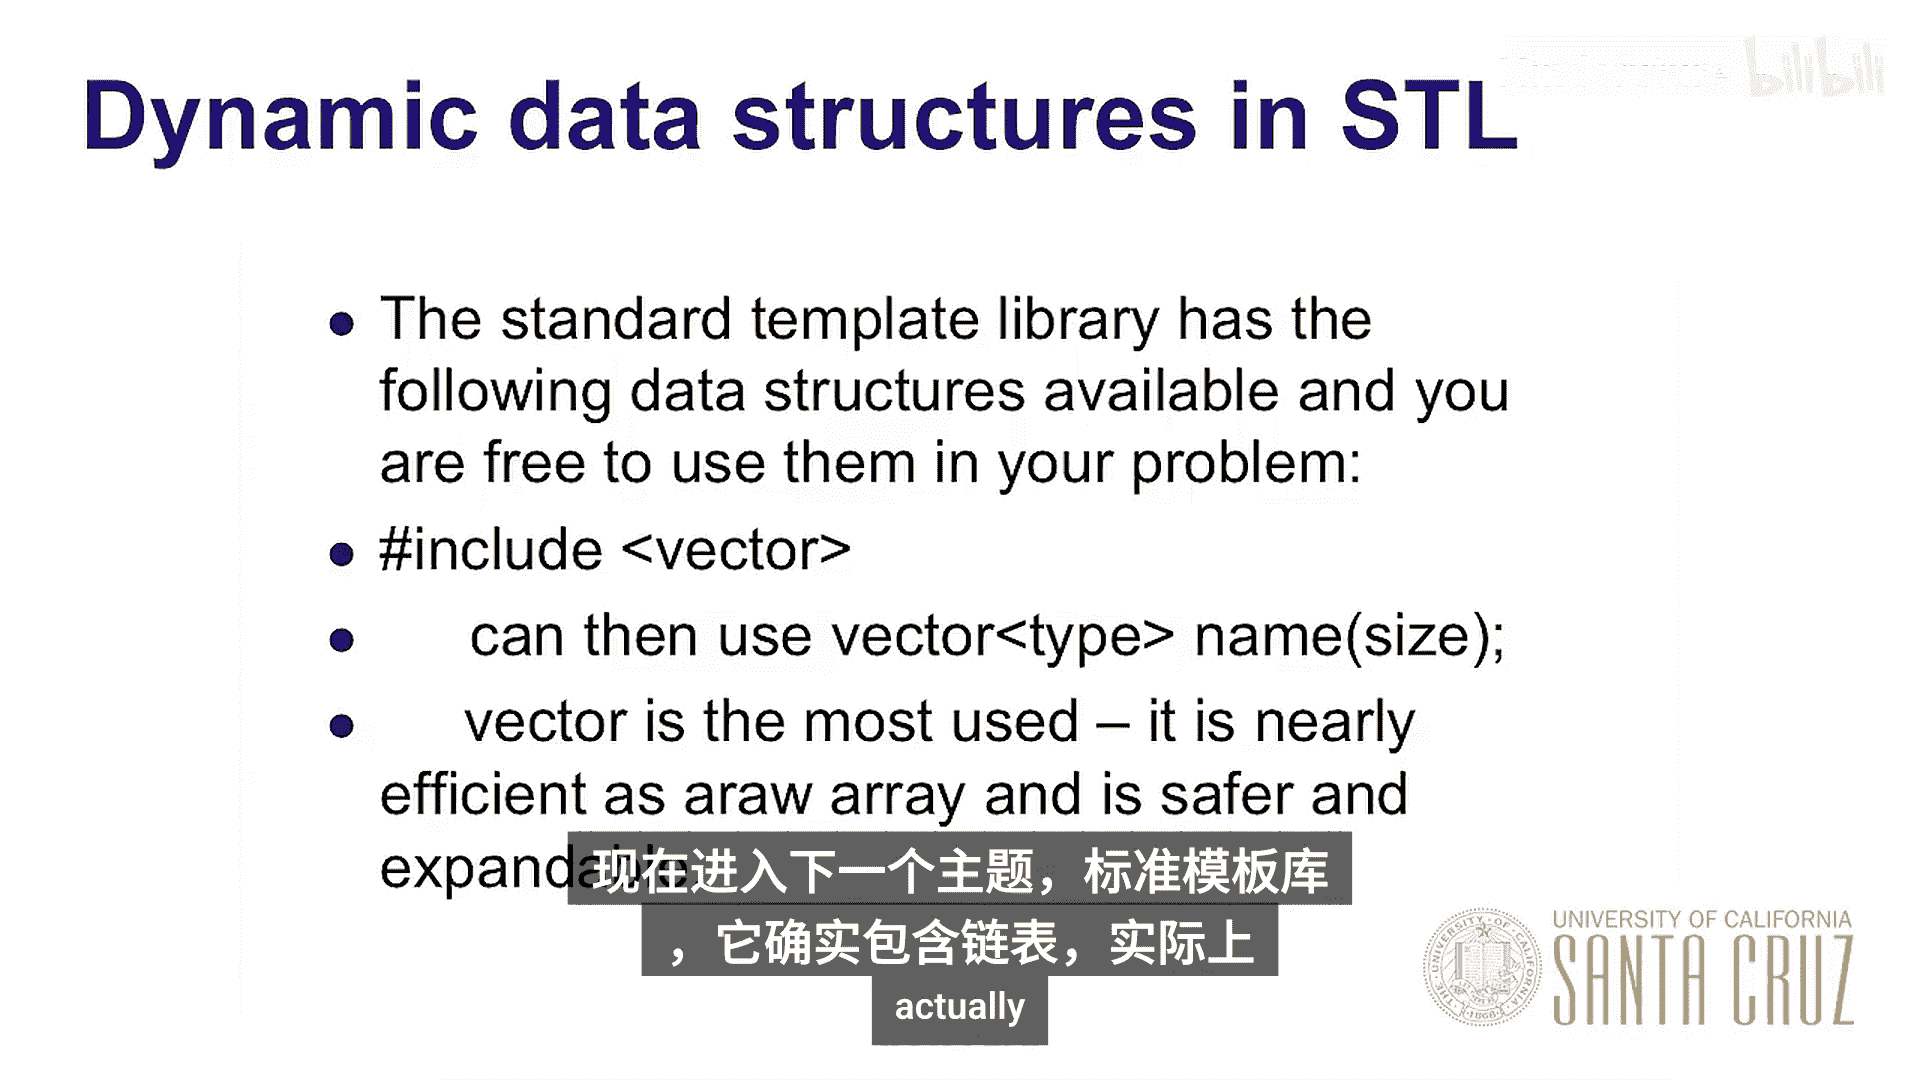 bilibili
Dynamic data structures in STL
The standard template library has the
following data structures available and you
are free to use them in your problem:
#include <vector>
can then use vector<type> name(size);
vector is the most used – it is nearly
efficient as araw array and is safer and
expandable
现在进入下一个主题，标准模板库
，它确实包含链表，实际上
actually
UNIVERSITY OF CALIFORNIA
SANTA CRUZ